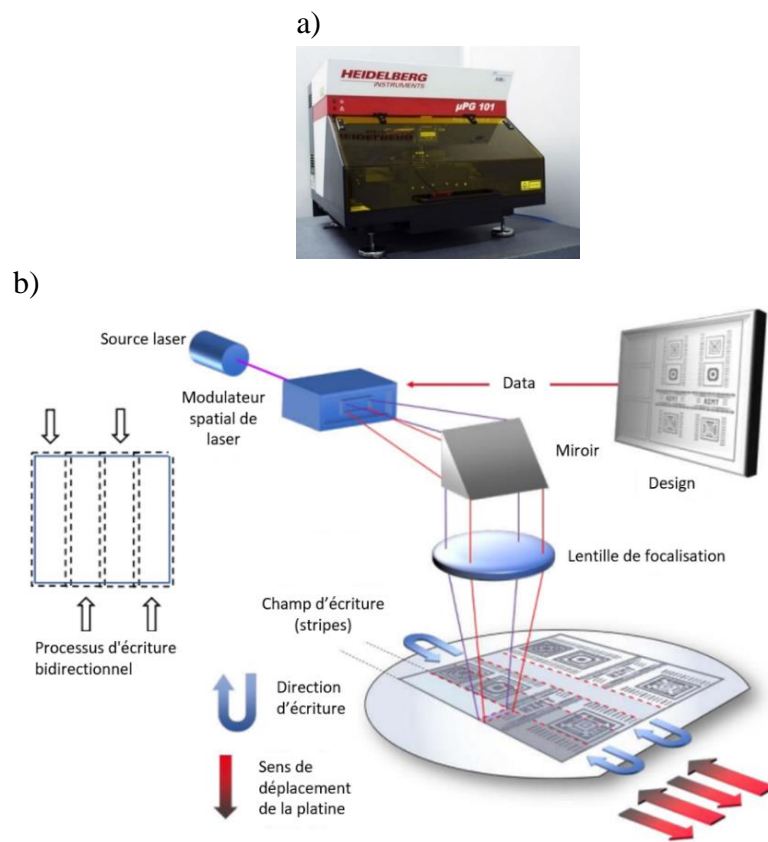 a)
HEIDELBERG
INSTRUMENTS
µPG 101
HEIDELBERG
b)
Source laser
Data
Modulateur
spatial de
laser
Miroir
Design
Lentille de focalisation
Champ d'écriture
(stripes)
Processus d'écriture
bidirectionnel
Direction
d'écriture
Sens de
déplacement
de la platine